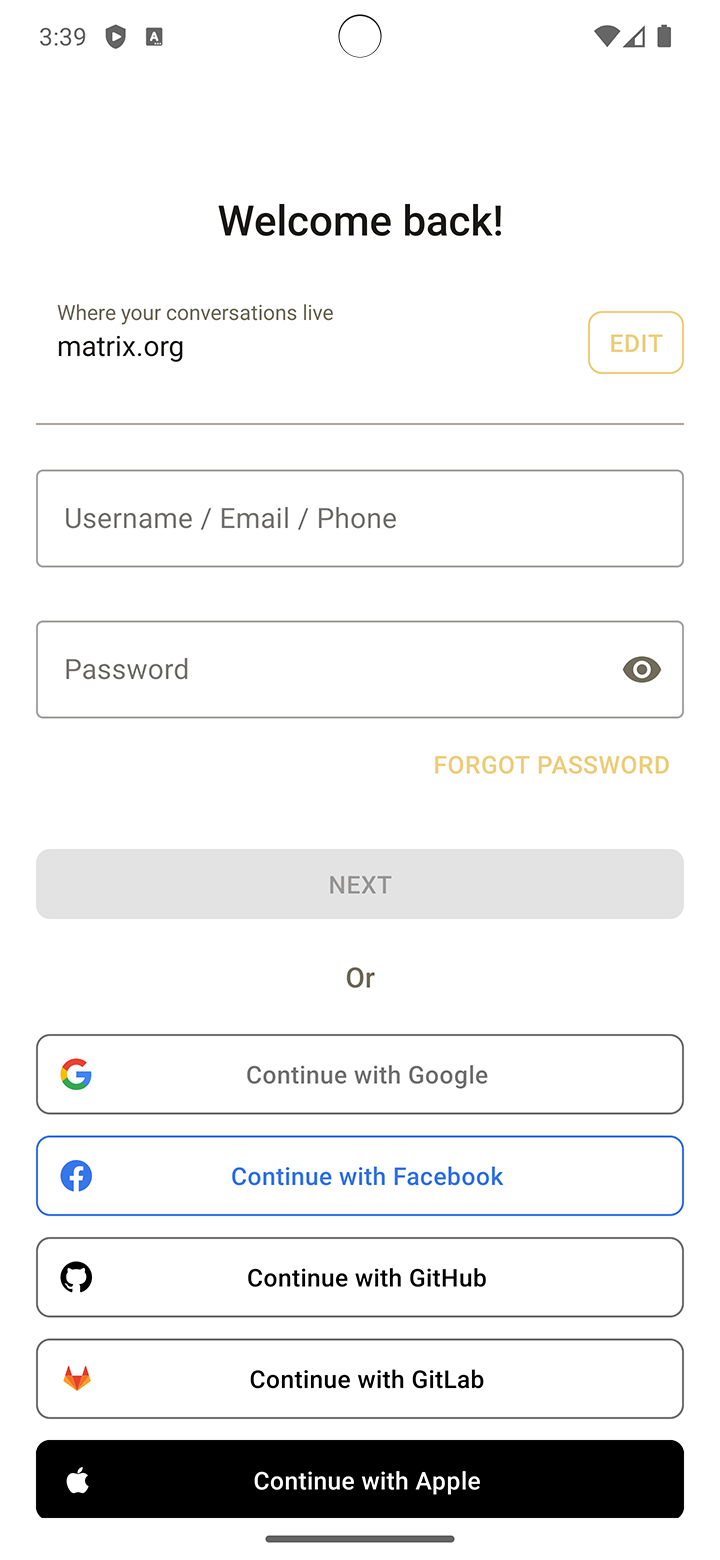 3:39
Welcome back!
Where your conversations live
matrix.org
EDIT
Username / Email / Phone
Password
FORGOT PASSWORD
NEXT
Or
Continue with Google
Continue with Facebook
Continue with GitHub
Continue with GitLab
Continue with Apple